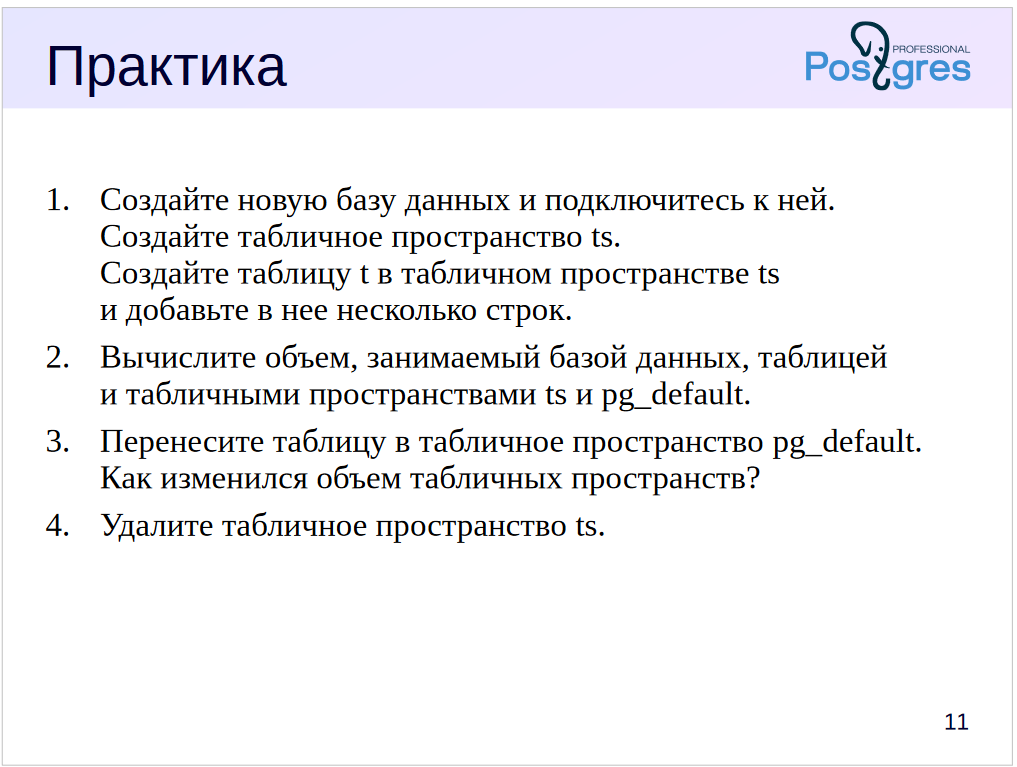 Практика
PROFESSIONAL
Postgres
1. Создайте новую базу данных и подключитесь к ней.
Создайте табличное пространство ts.
Создайте таблицу t в табличном пространстве ts
и добавьте в нее несколько строк.
2. Вычислите объем, занимаемый базой данных, таблицей
и табличными пространствами ts и pg_default.
3. Перенесите таблицу в табличное пространство pg_default.
Как изменился объем табличных пространств?
4. Удалите табличное пространство ts.
11